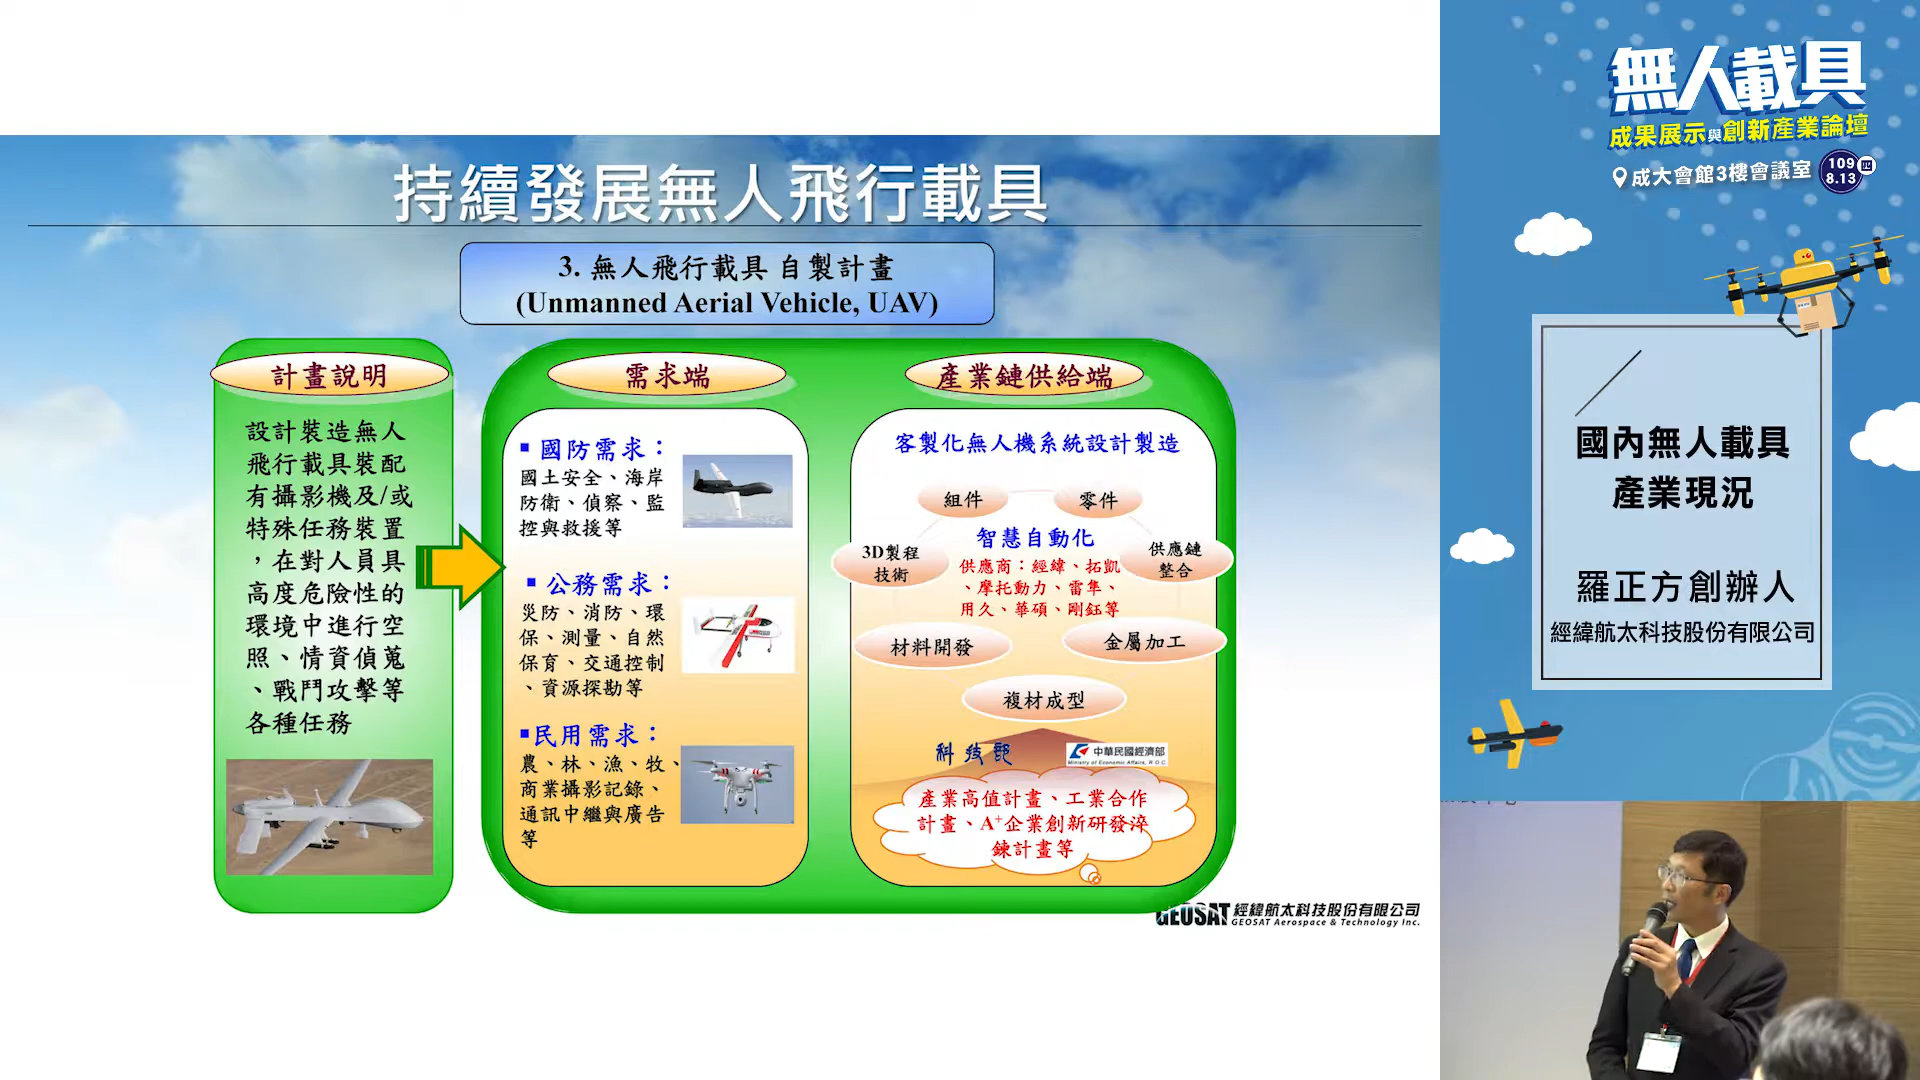 持續發展無人飛行載具
3. 無人飛行載具 自製計畫
(Unmanned Aerial Vehicle, UAV)
計畫說明
設計裝造無人
飛行載具裝配
有攝影機及/或
特殊任務裝置
，在對人員具
高度危險性的
環境中進行空
照、情資偵蒐
、戰鬥攻擊等
各種任務
需求端
▪ 國防需求：
國土安全、海岸
防衛、偵察、監
控與救援等
▪ 公務需求：
災防、消防、環
保、測量、自然
保育、交通控制
、資源探勘等
▪民用需求：
農、林、漁、牧、
商業攝影記錄、
通訊中繼與廣告
等
產業鏈供給端
客製化無人機系統設計製造
組件
零件
智慧自動化
3D製程
技術
供應鏈
整合
供應商：經緯、拓凱
、摩托動力、雷隼、
用久、華碩、剛鈺等
材料開發
金屬加工
複材成型
科技部
中華民國經濟部
Ministry of Economic Affairs, R.O.C
產業高值計畫、工業合作
計畫、A+企業創新研發淬
鍊計畫等
GEOSAT 經緯航太科技股份有限公司
GEOSAT Aerospace & Technology Inc.
無人載具
成果展示與創新產業論壇
成大會館3樓會議室
109
8.13
四
國內無人載具
產業現況
羅正方創辦人
經緯航太科技股份有限公司